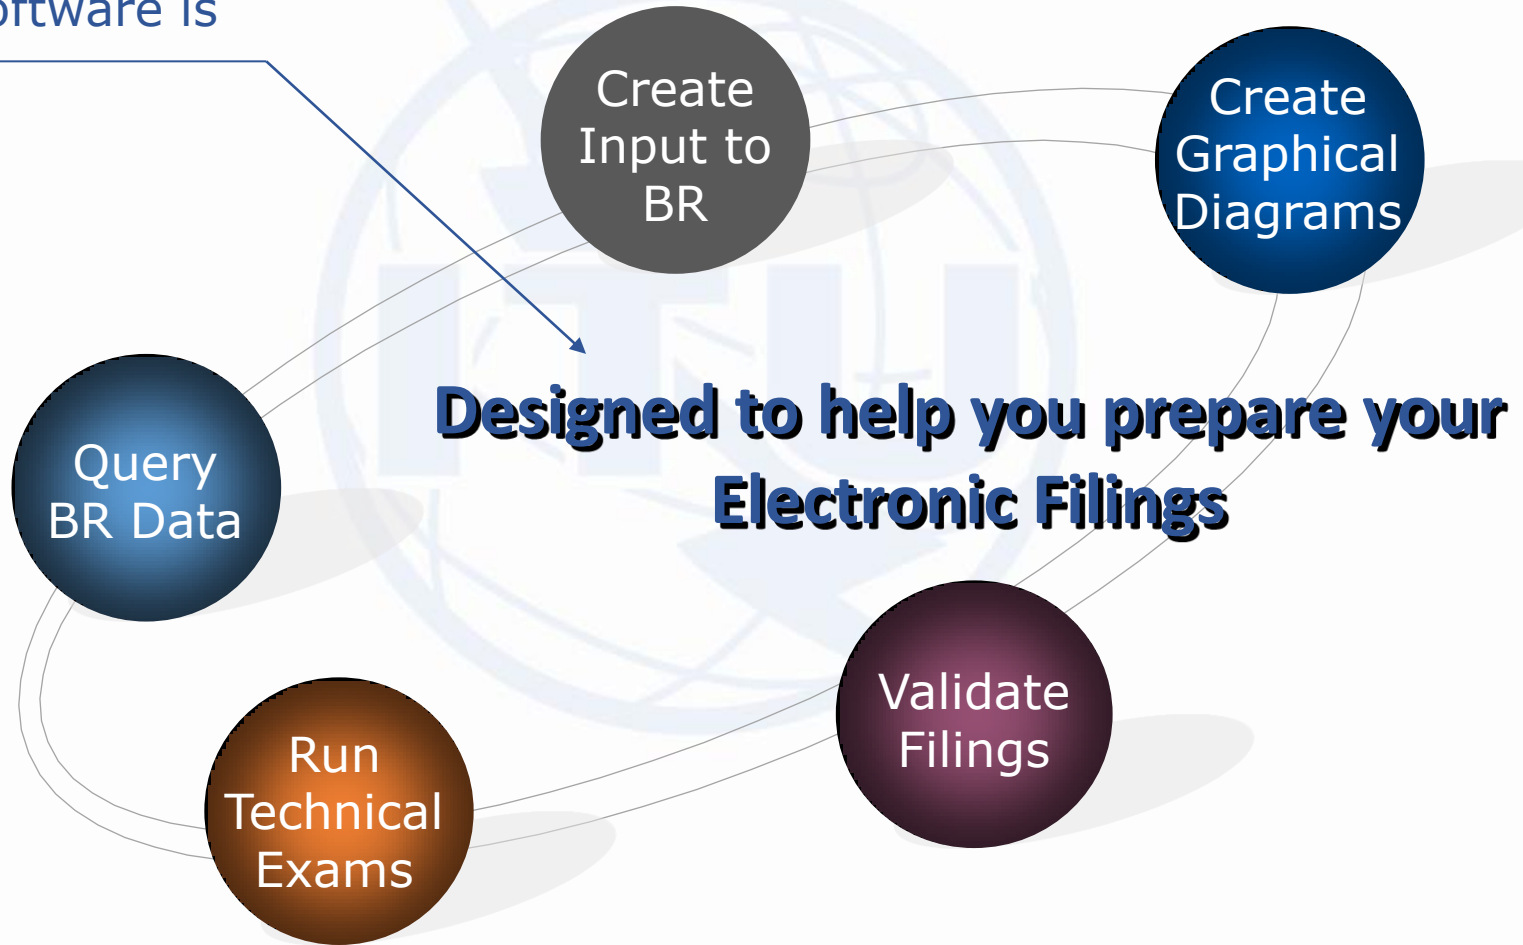 oftware is
Create
Input to
BR
Create
Graphical
Diagrams
Designed to help you prepare your
Electronic Filings
Query
BR Data
Validate
Filings
Run
Technical
Exams
ITU